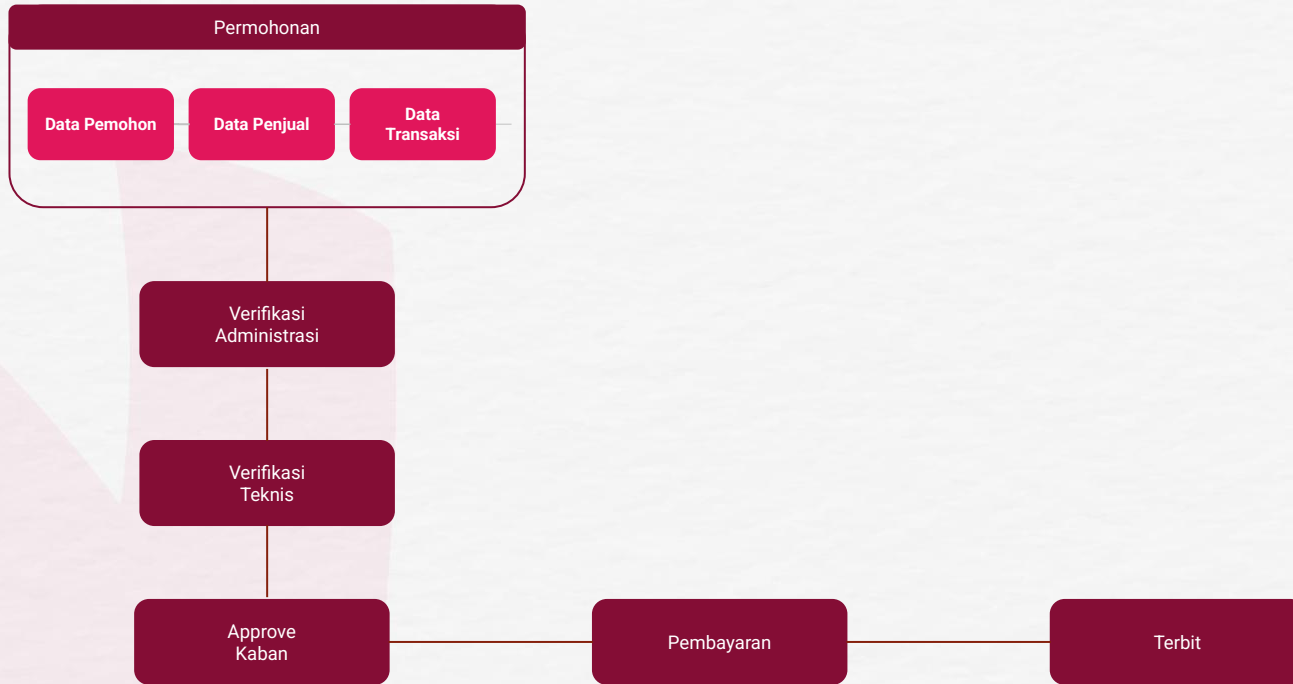 Permohonan
Data Pemohon
Data Penjual
Data
Transaksi
Verifikasi
Administrasi
Verifikasi
Teknis
Approve
Kaban
Pembayaran
Terbit